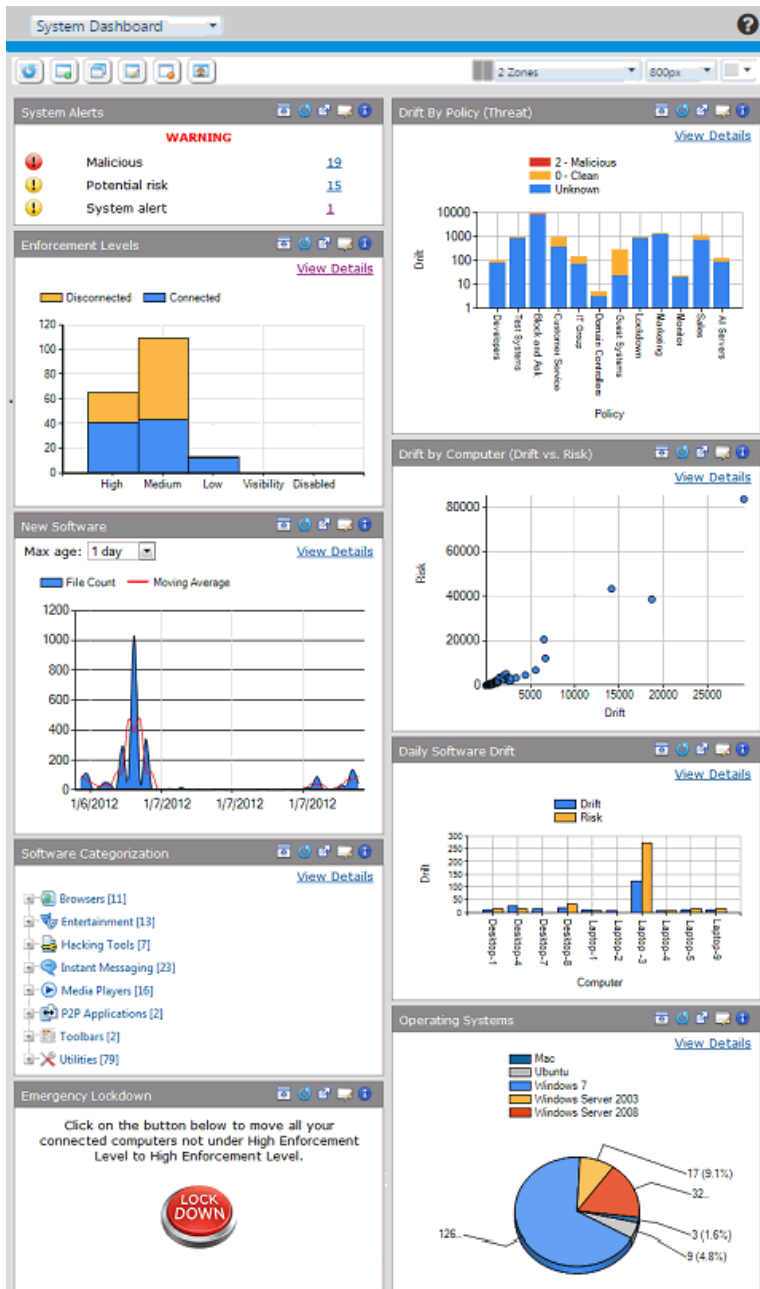 System Dashboard
2 Zones
800px
System Alerts
WARNING
Malicious 19
Potential risk 15
System alert 1
Enforcement Levels
View Details
Disconnected Connected
120
100
80
60
40
20
0
High Medium Low Visibility Disabled
New Software
Max age: 1 day
View Details
File Count Moving Average
1200
1000
800
600
400
200
0
1/6/2012 1/7/2012 1/7/2012 1/7/2012
Software Categorization
View Details
Browsers [11]
Entertainment [13]
Hacking Tools [7]
Instant Messaging [23]
Media Players [16]
P2P Applications [2]
Toolbars [2]
Utilities [79]
Emergency Lockdown
Click on the button below to move all your
connected computers not under High Enforcement
Level to High Enforcement Level.
LOCK
DOWN
Drift By Policy (Threat)
View Details
2 - Malicious
0 - Clean
Unknown
10000
1000
100
10
1
Drift
Developers
Test Systems
Block and Ask
Customer Service
IT Group
Domain Controllers
Guest Systems
Lockdown
Marketing
Monitor
Sales
All Servers
Policy
Drift by Computer (Drift vs. Risk)
View Details
80000
60000
40000
20000
0
Risk
5000 10000 15000 20000 25000
Drift
Daily Software Drift
View Details
Drift
Risk
300
250
200
150
100
50
0
Drift
Desktop-1
Desktop-4
Desktop-7
Desktop-8
Laptop-1
Laptop-2
Laptop -3
Laptop-4
Laptop-5
Laptop-9
Computer
Operating Systems
View Details
Mac
Ubuntu
Windows 7
Windows Server 2003
Windows Server 2008
17 (9.1%)
32...
3 (1.6%)
9 (4.8%)
126...